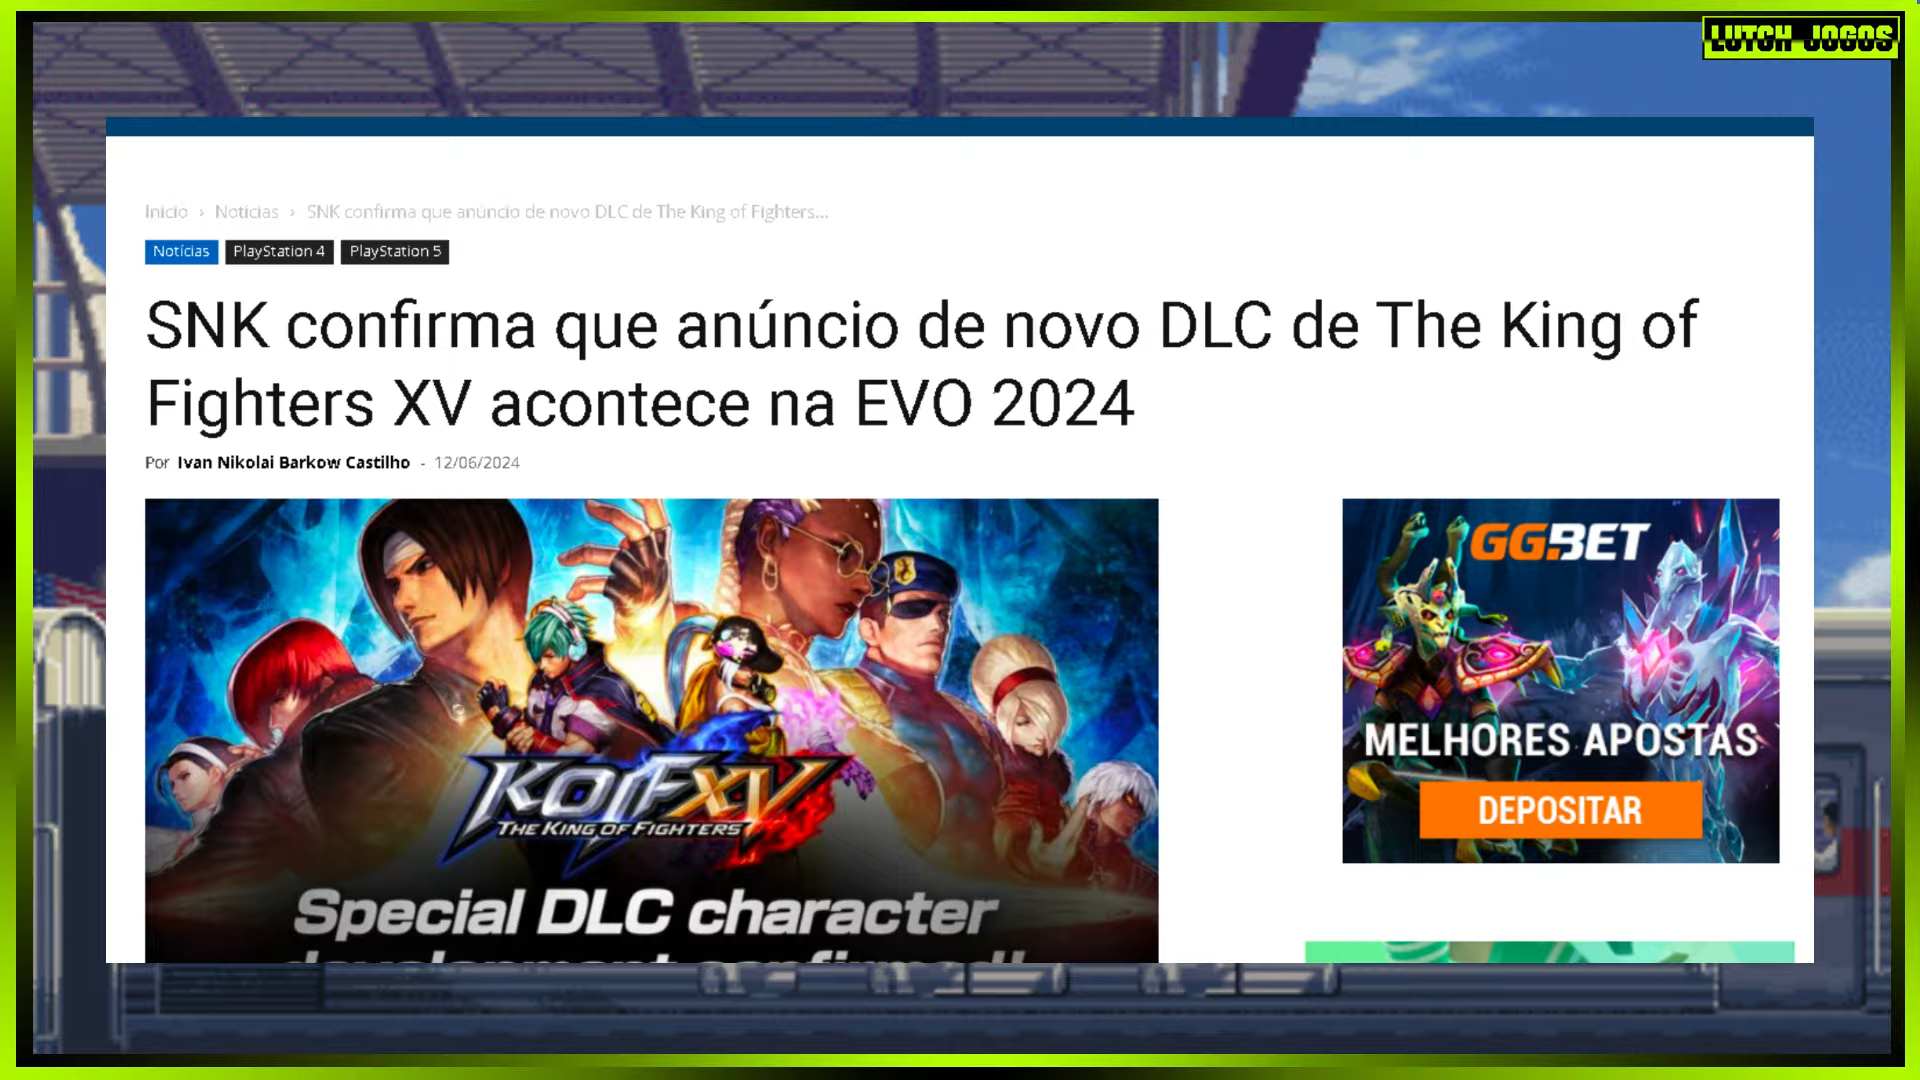 LUTCH JOGOS
Início › Notícias › SNK confirma que anúncio de novo DLC de The King of Fighters...
Notícias PlayStation 4 PlayStation 5
SNK confirma que anúncio de novo DLC de The King of
Fighters XV acontece na EVO 2024
Por Ivan Nikolai Barkow Castilho - 12/06/2024
GG.BET
KOFXV
THE KING OF FIGHTERS
MELHORES APOSTAS
DEPOSITAR
Special DLC character
development confirmed!!